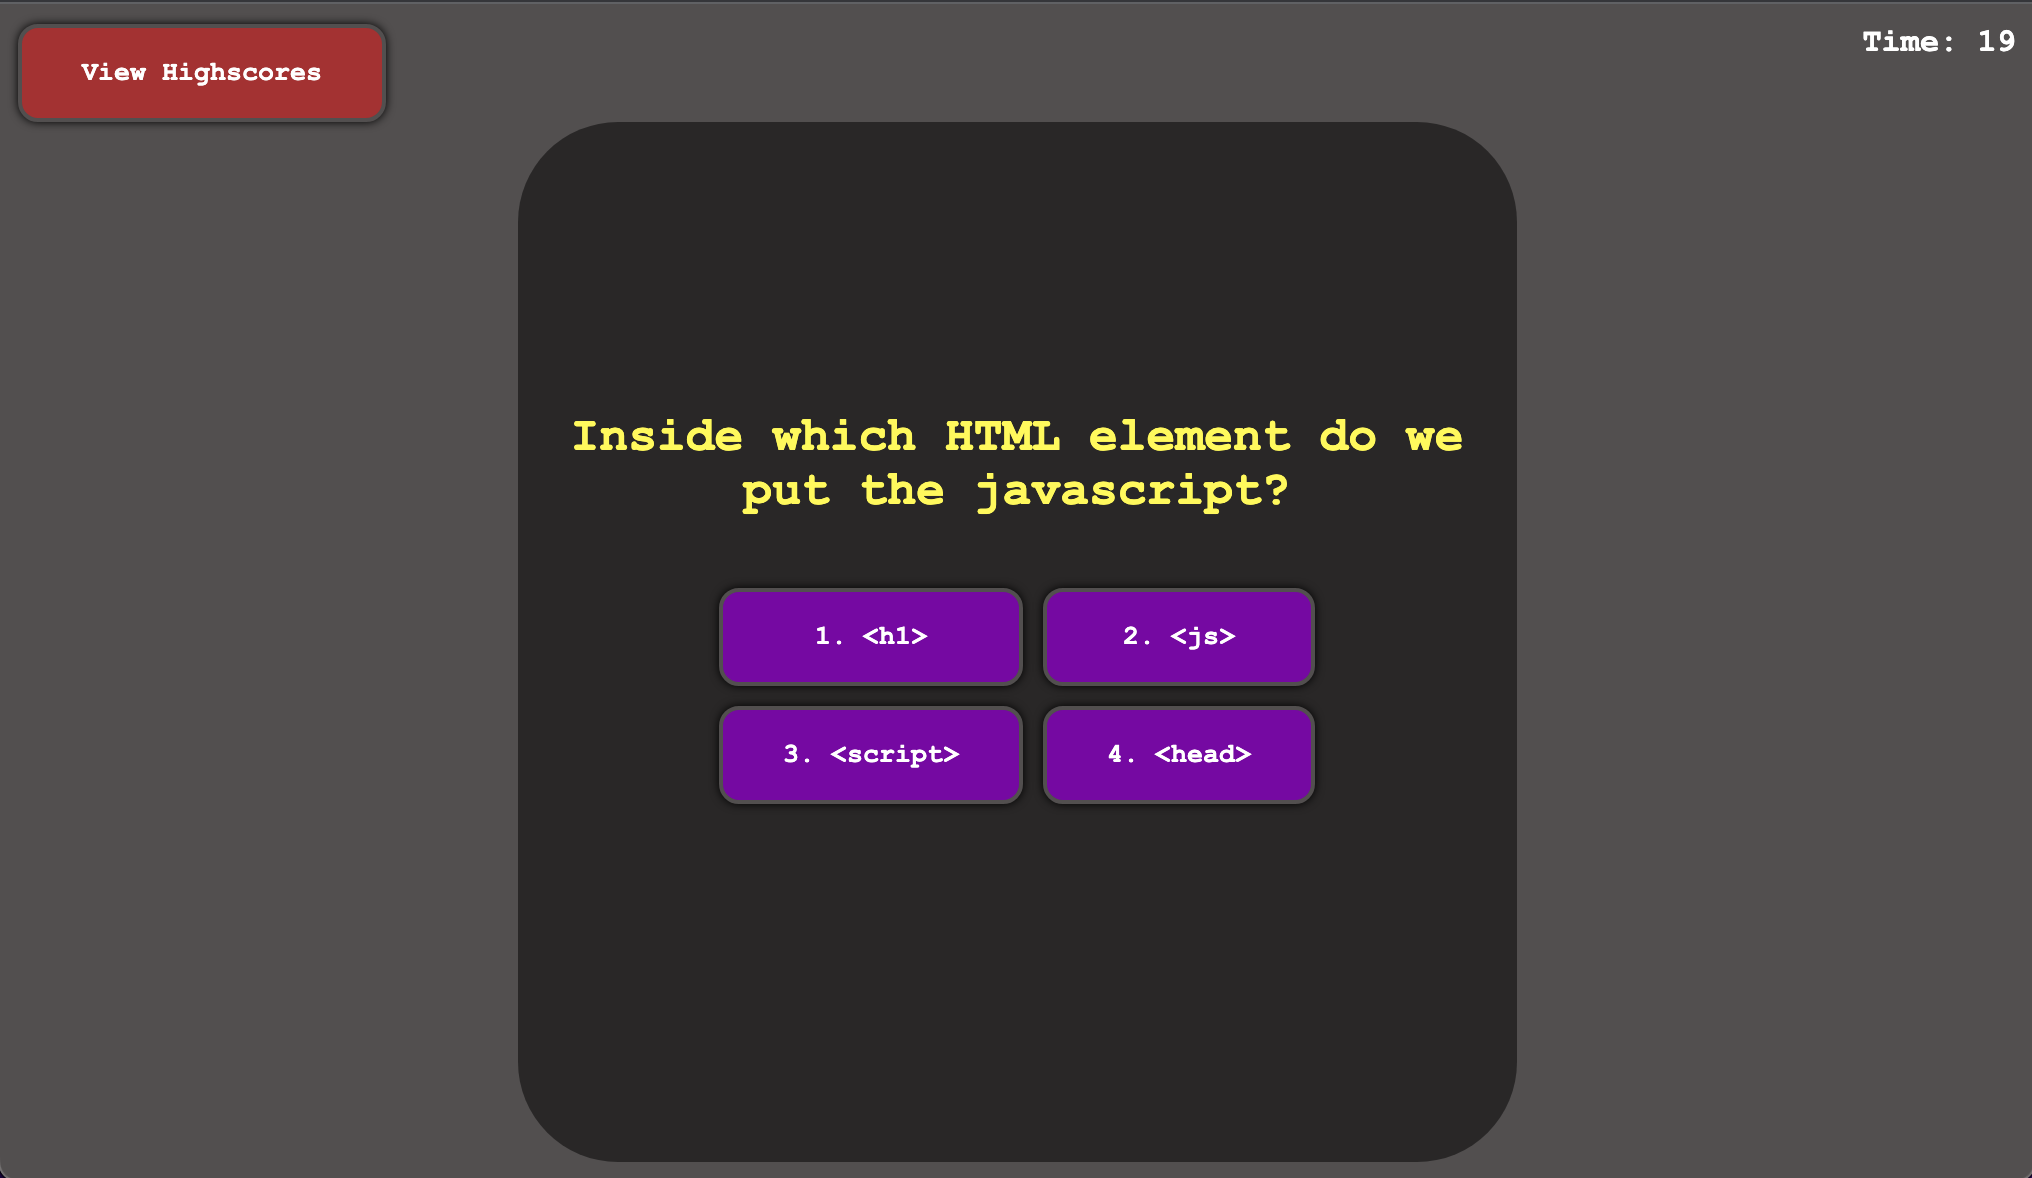 View Highscores
Time: 19
Inside which HTML element do we
put the javascript?
1. <h1>
2. <js>
3. <script>
4. <head>